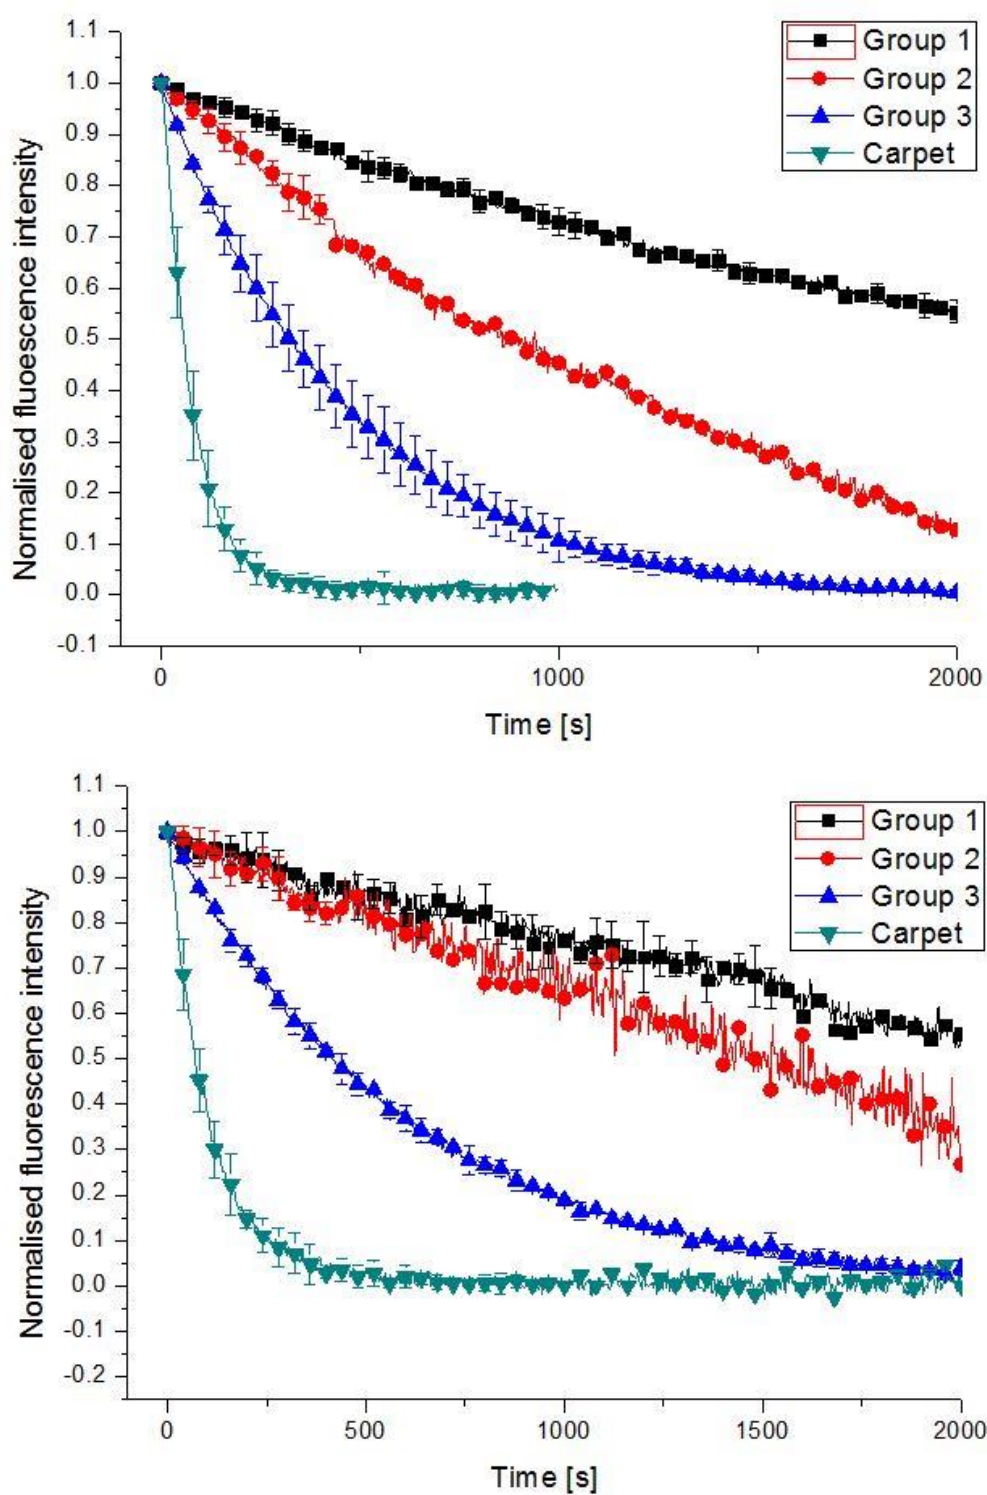 1.1
1.0
0.9
0.8
0.7
0.6
0.5
0.4
0.3
0.2
0.1
0.0
-0.1
Normalised fluoescence intensity
Group 1
Group 2
Group 3
Carpet
0
1000
2000
Time [s]
1.1
1.0
0.9
0.8
0.7
0.6
0.5
0.4
0.3
0.2
0.1
0.0
-0.1
-0.2
Normalised fluorescence intensity
Group 1
Group 2
Group 3
Carpet
0
500
1000
1500
2000
Time [s]